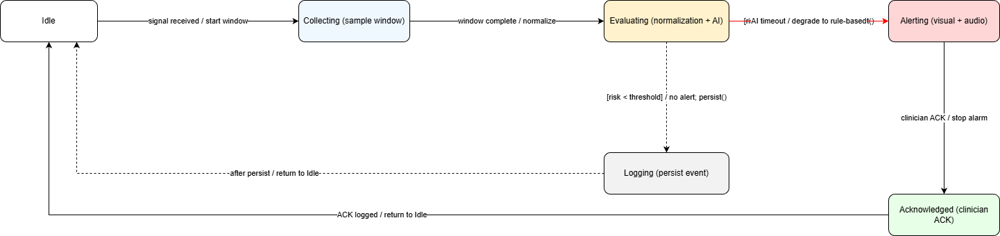 Idle
signal received / start window
Collecting (sample window)
window complete / normalize
Evaluating (normalization + AI)
AI timeout / degrade to rule-based
Alerting (visual + audio)
[risk < threshold] / no alert; persist()
clinician ACK / stop alarm
after persist / return to Idle
Logging (persist event)
ACK logged / return to Idle
Acknowledged (clinician
ACK)